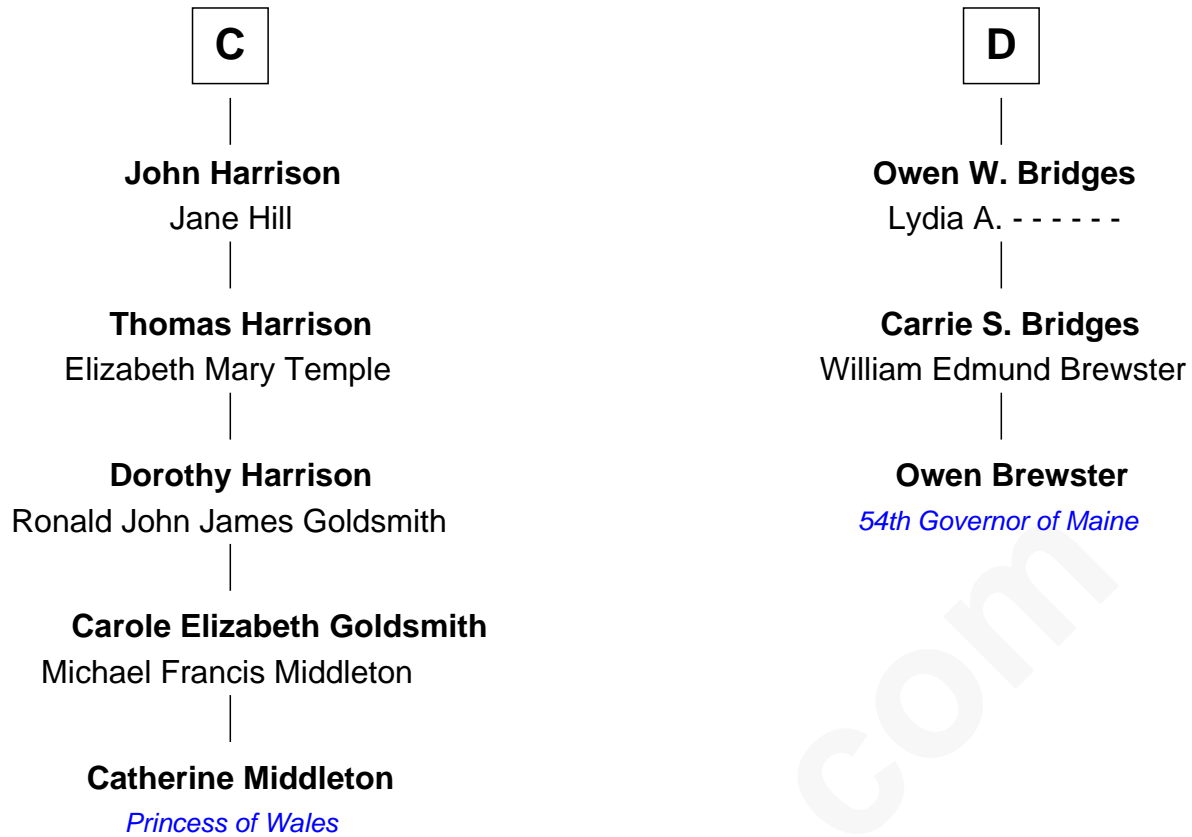 C
John Harrison
Jane Hill
Thomas Harrison
Elizabeth Mary Temple
Dorothy Harrison
Ronald John James Goldsmith
Carole Elizabeth Goldsmith
Michael Francis Middleton
Catherine Middleton
Princess of Wales
D
Owen W. Bridges
Lydia A. - - - - - -
Carrie S. Bridges
William Edmund Brewster
Owen Brewster
54th Governor of Maine
com